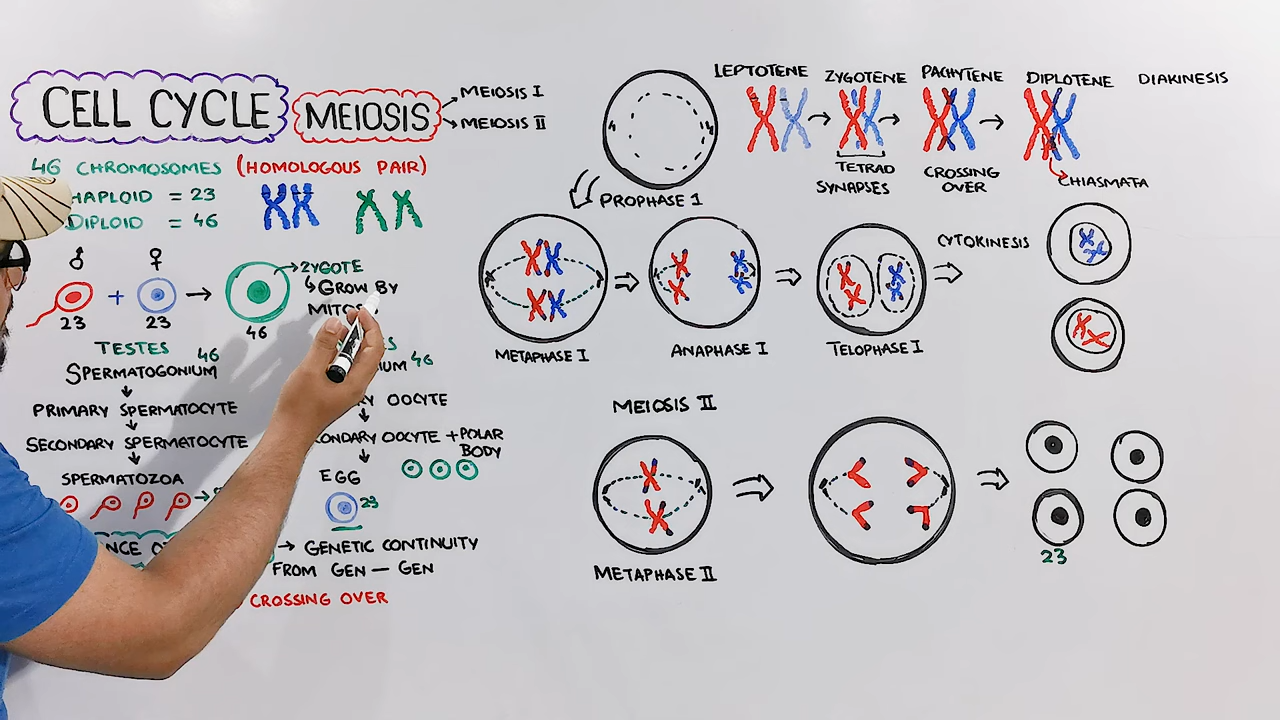 CELL CYCLE
MEIOSIS
MEIOSIS I
MEIOSIS II
46 CHROMOSOMES (HOMOLOGOUS PAIR)
HAPLOID = 23
DIPLOID = 46
♂ ♀
+
23 23 46
ZYGOTE
GROW BY
TESTES
SPERMATOGONIUM 46
PRIMARY SPERMATOCYTE
SECONDARY SPERMATOCYTE
SPERMATOZOA
46
OOCYTE
OOCYTE + POLAR
BODY
EGG
23
GENETIC CONTINUITY
FROM GEN — GEN
CROSSING OVER
LEPTOTENE ZYGOTENE PACHYTENE DIPLOTENE DIAKINESIS
TETRAD
SYNAPSES
CROSSING
OVER
CHIASMATA
PROPHASE 1
METAPHASE I
ANAPHASE I
TELOPHASE I
CYTOKINESIS
MEIOSIS II
METAPHASE II
23